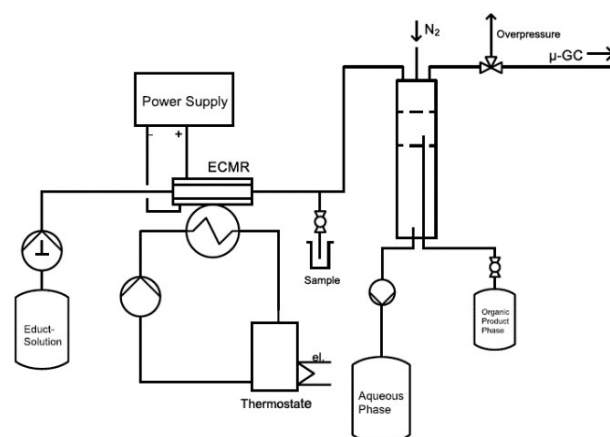 N₂
Overpressure
μ-GC
Power Supply
- +
ECMR
Sample
Educt-
Solution
Organic
Product
Phase
el.
Thermostate
Aqueous
Phase